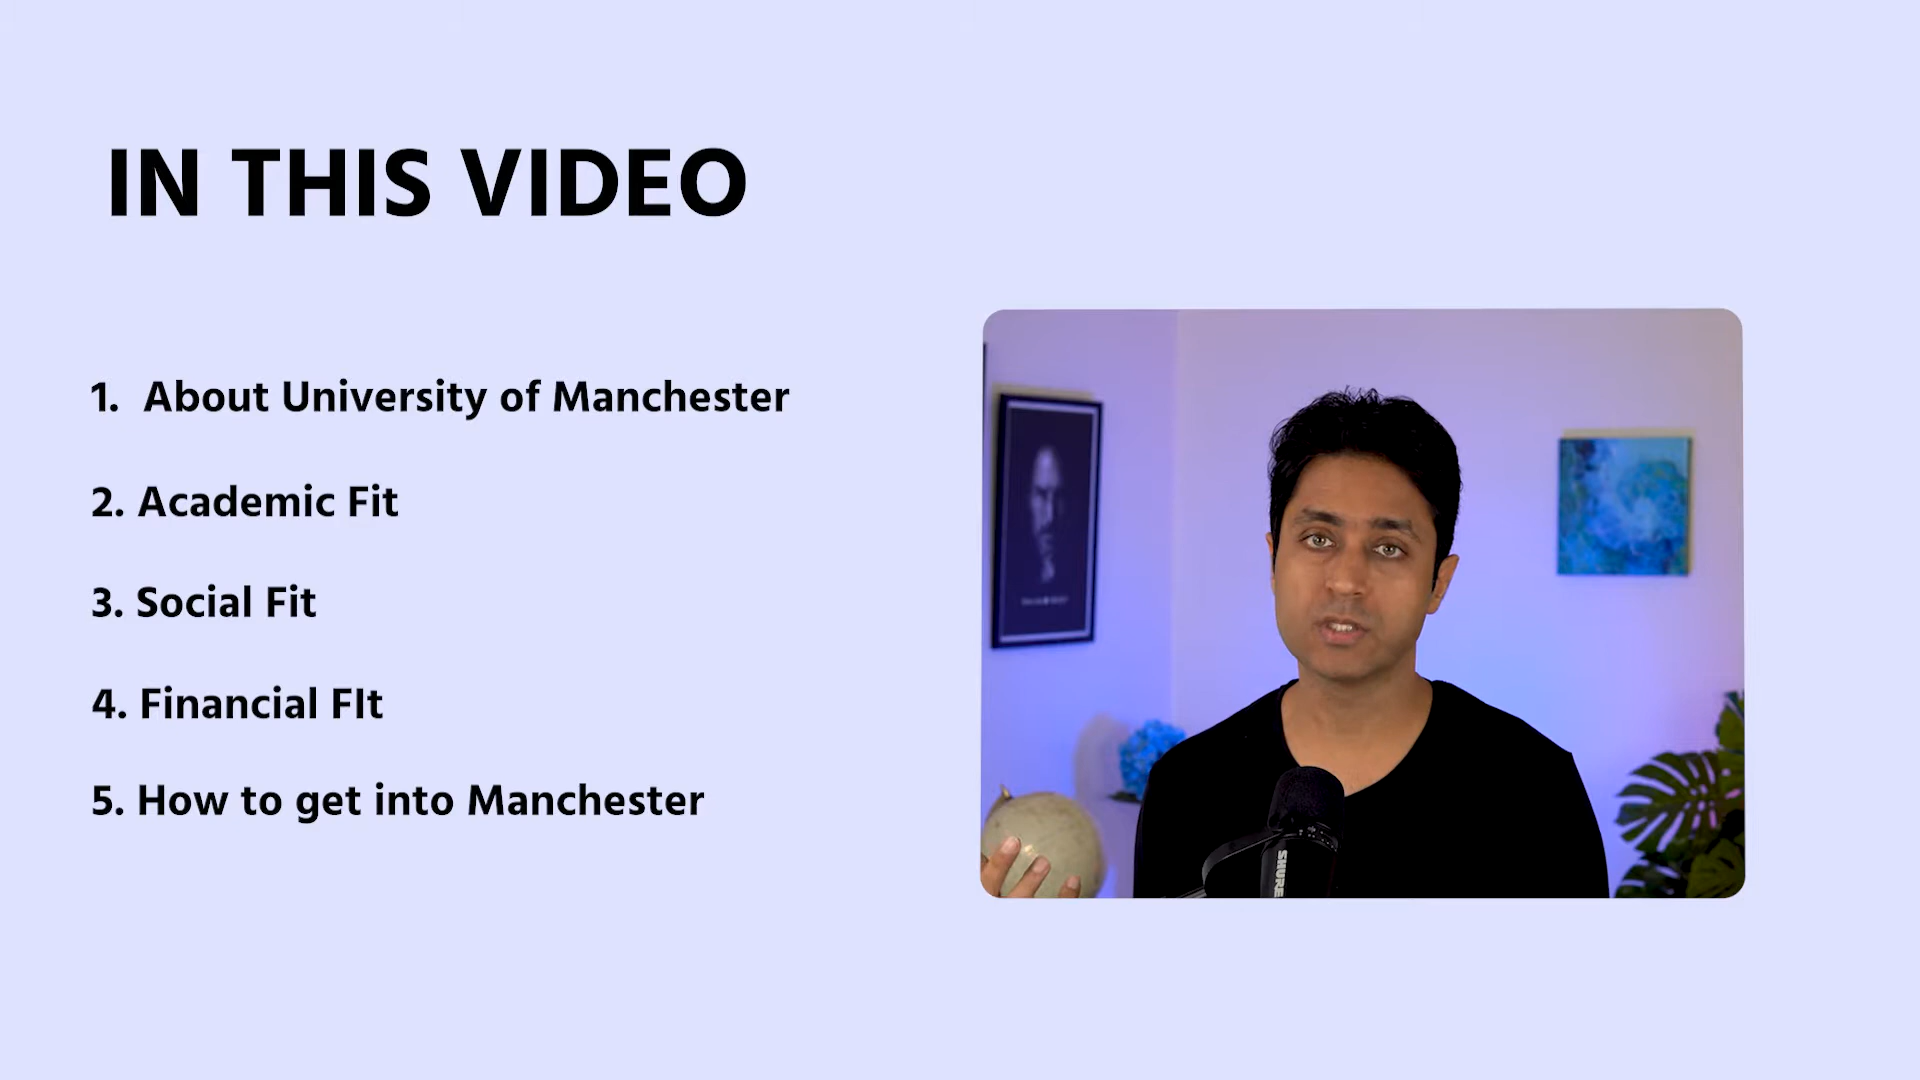 IN THIS VIDEO
1. About University of Manchester
2. Academic Fit
3. Social Fit
4. Financial FIt
5. How to get into Manchester
SHURE